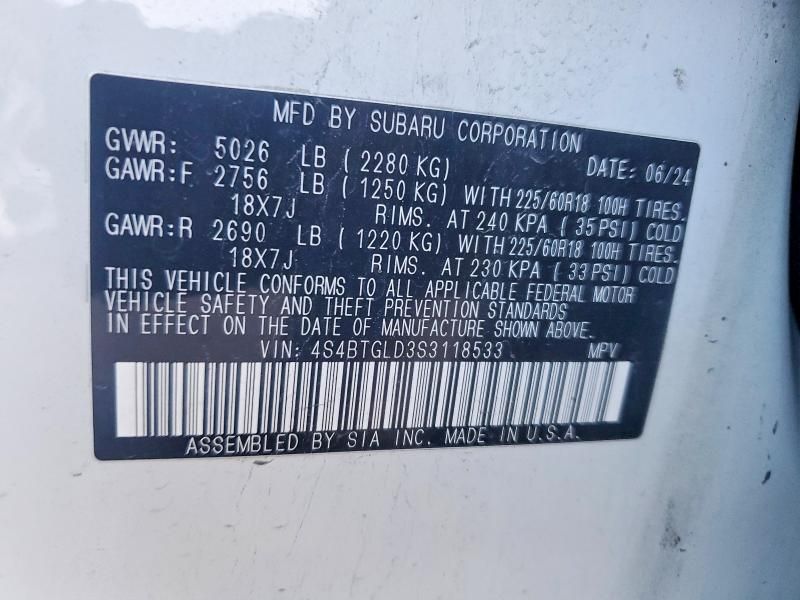 MFD BY SUBARU CORPORATION
GVWR: 5026 LB (2280 KG) DATE: 06/24
GAWR:F 2756 LB (1250 KG) WITH 225/60R18 100H TIRES.
18X7J RIMS. AT 240 KPA (35 PSI) COLD
GAWR:R 2690 LB (1220 KG) WITH 225/60R18 100H TIRES.
18X7J RIMS. AT 230 KPA (33 PSI) COLD
THIS VEHICLE CONFORMS TO ALL APPLICABLE FEDERAL MOTOR
VEHICLE SAFETY AND THEFT PREVENTION STANDARDS
IN EFFECT ON THE DATE OF MANUFACTURE SHOWN ABOVE.
VIN: 4S4BTGLD3S3118533 MPV
ASSEMBLED BY SIA INC. MADE IN U.S.A.